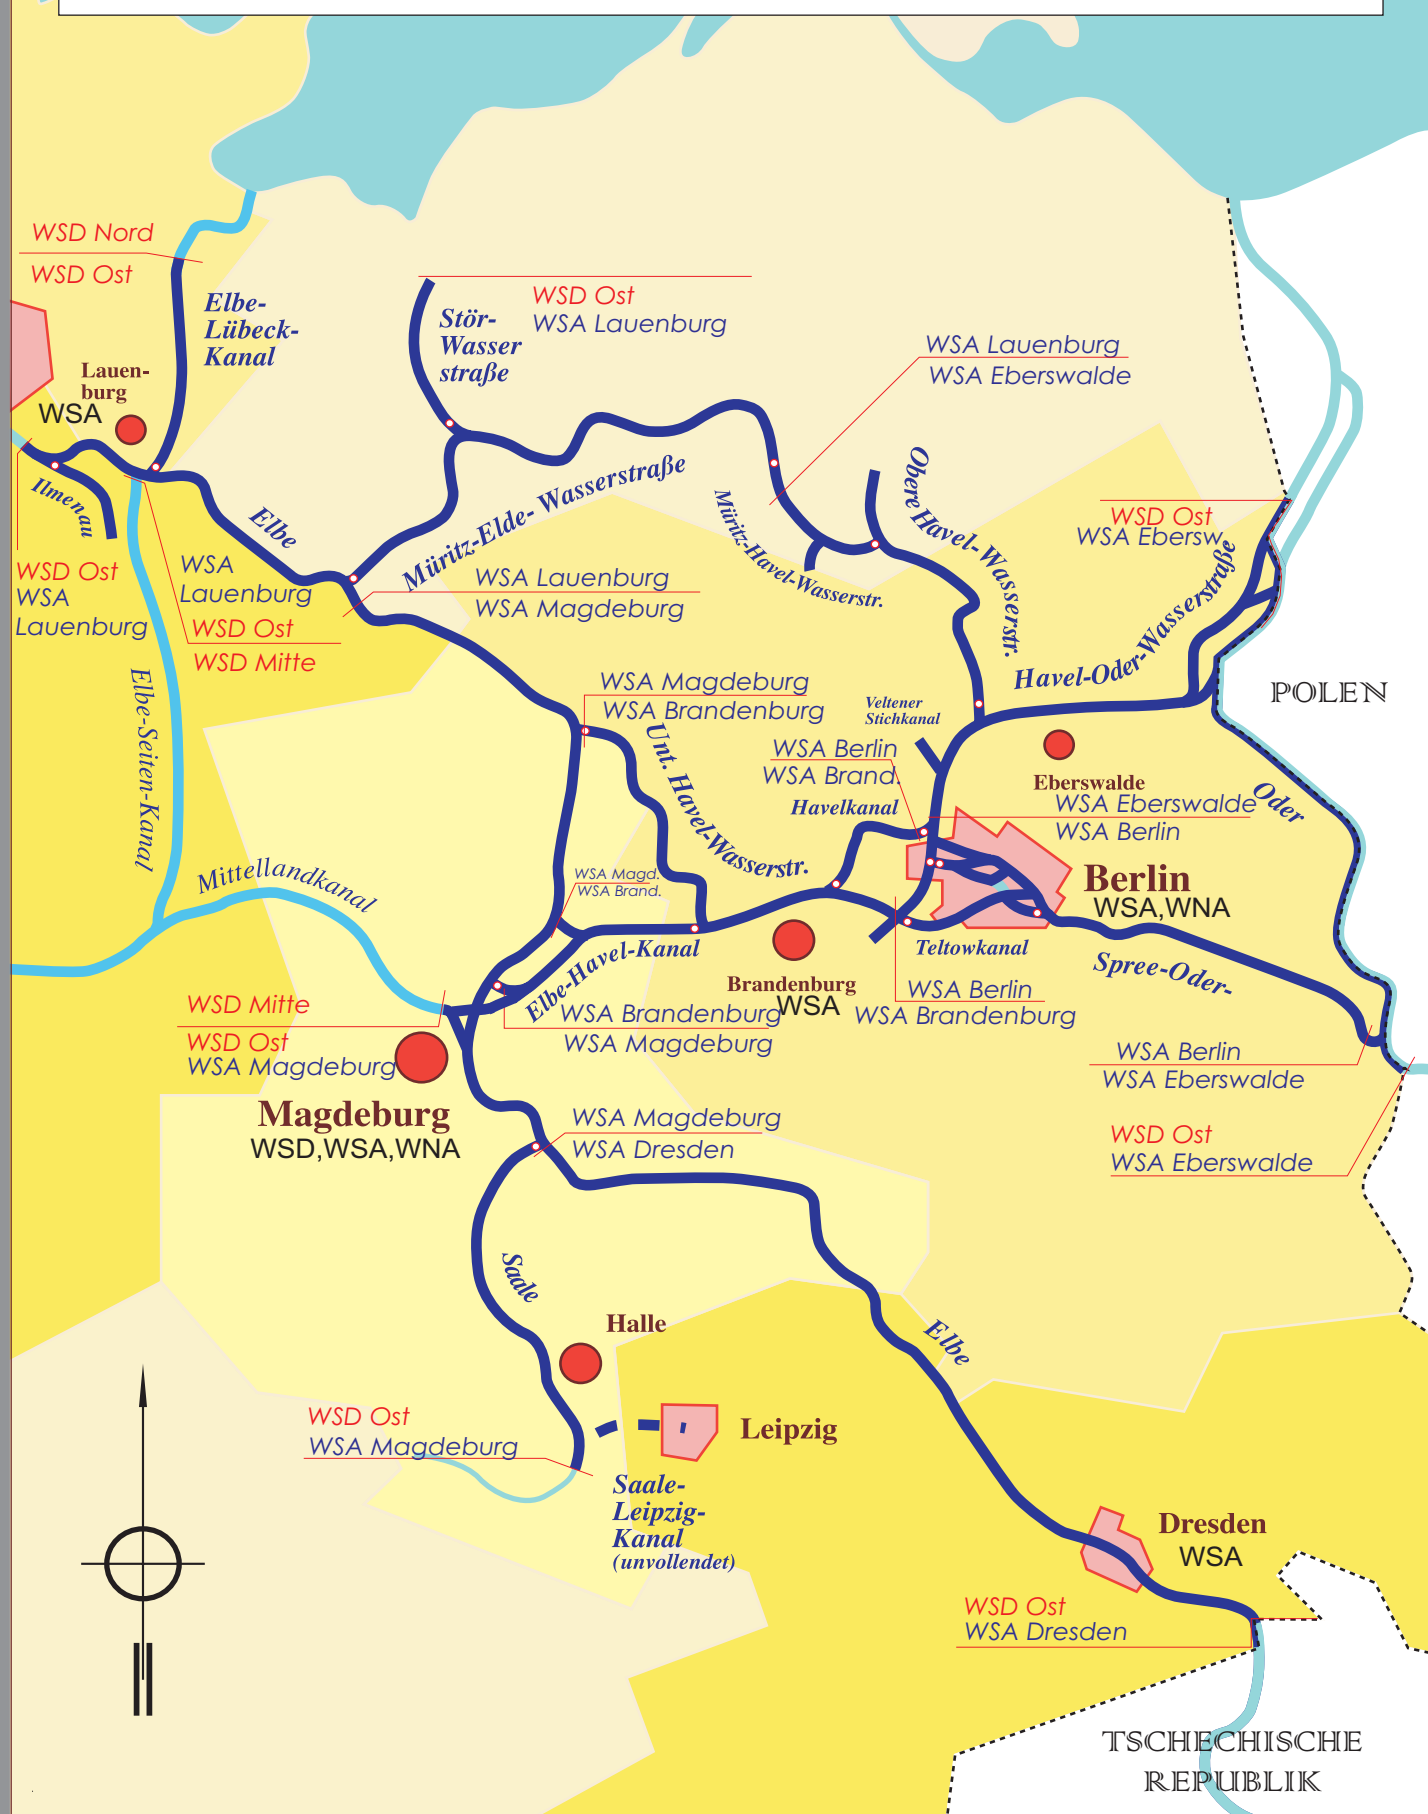 WSD Nord
WSD Ost
Elbe-
Lübeck-
Kanal
Lauen-
burg
WSA
Stör-
Wasser
straße
WSD Ost
WSA Lauenburg
WSA Lauenburg
WSA Eberswalde
Ilmenau
Elbe
Müritz-Elde-Wasserstraße
Müritz-Havel-Wasserstr.
Obere Havel-Wasserstr.
WSD Ost
WSA Ebersw.
WSD Ost
WSA
Lauenburg
WSA
Lauenburg
WSD Ost
WSD Mitte
WSA Lauenburg
WSA Magdeburg
Elbe-Seiten-Kanal
WSA Magdeburg
WSA Brandenburg
Unt. Havel-Wasserstr.
Havel-Oder-Wasserstraße
POLEN
Veltener
Stichkanal
WSA Berlin
WSA Brand.
Havelkanal
Eberswalde
WSA Eberswalde
WSA Berlin
Oder
Mittellandkanal
WSA Magd.
WSA Brand.
Berlin
WSA,WNA
Elbe-Havel-Kanal
Teltowkanal
Spree-Oder-
Brandenburg
WSA
WSA Berlin
WSA Brandenburg
WSD Mitte
WSD Ost
WSA Magdeburg
WSA Brandenburg
WSA Magdeburg
WSA Berlin
WSA Eberswalde
Magdeburg
WSD,WSA,WNA
WSA Magdeburg
WSA Dresden
WSD Ost
WSA Eberswalde
Saale
Halle
Elbe
WSD Ost
WSA Magdeburg
Leipzig
Saale-
Leipzig-
Kanal
(unvollendet)
Dresden
WSA
WSD Ost
WSA Dresden
TSCHECHISCHE
REPUBLIK